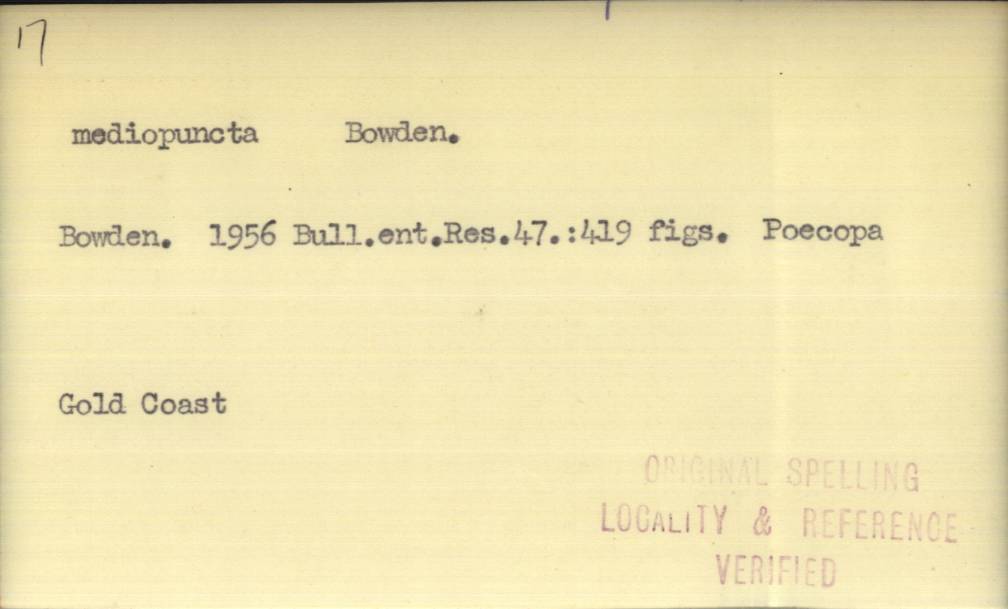 17
mediopuncta Bowden.
Bowden. 1956 Bull.ent.Res.47.:419 figs. Poecopa
Gold Coast
ORIGINAL SPELLING
LOCALITY & REFERENCE
VERIFIED